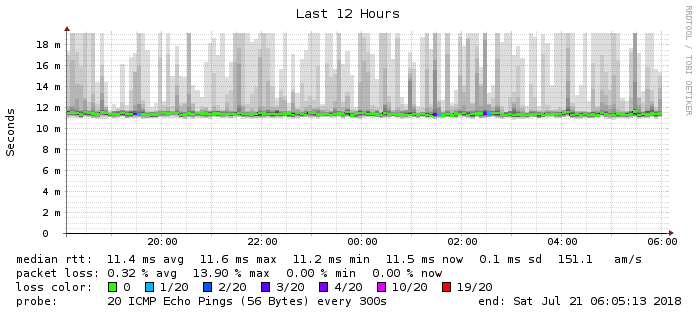 Last 12 Hours
RRDTOOL / TOBI OETIKER
Seconds
18 m
16 m
14 m
12 m
10 m
8 m
6 m
4 m
2 m
0
20:00 22:00 00:00 02:00 04:00 06:00
median rtt: 11.4 ms avg 11.6 ms max 11.2 ms min 11.5 ms now 0.1 ms sd 151.1 am/s
packet loss: 0.32 % avg 13.90 % max 0.00 % min 0.00 % now
loss color: 0 1/20 2/20 3/20 4/20 10/20 19/20
probe: 20 ICMP Echo Pings (56 Bytes) every 300s end: Sat Jul 21 06:05:13 2018